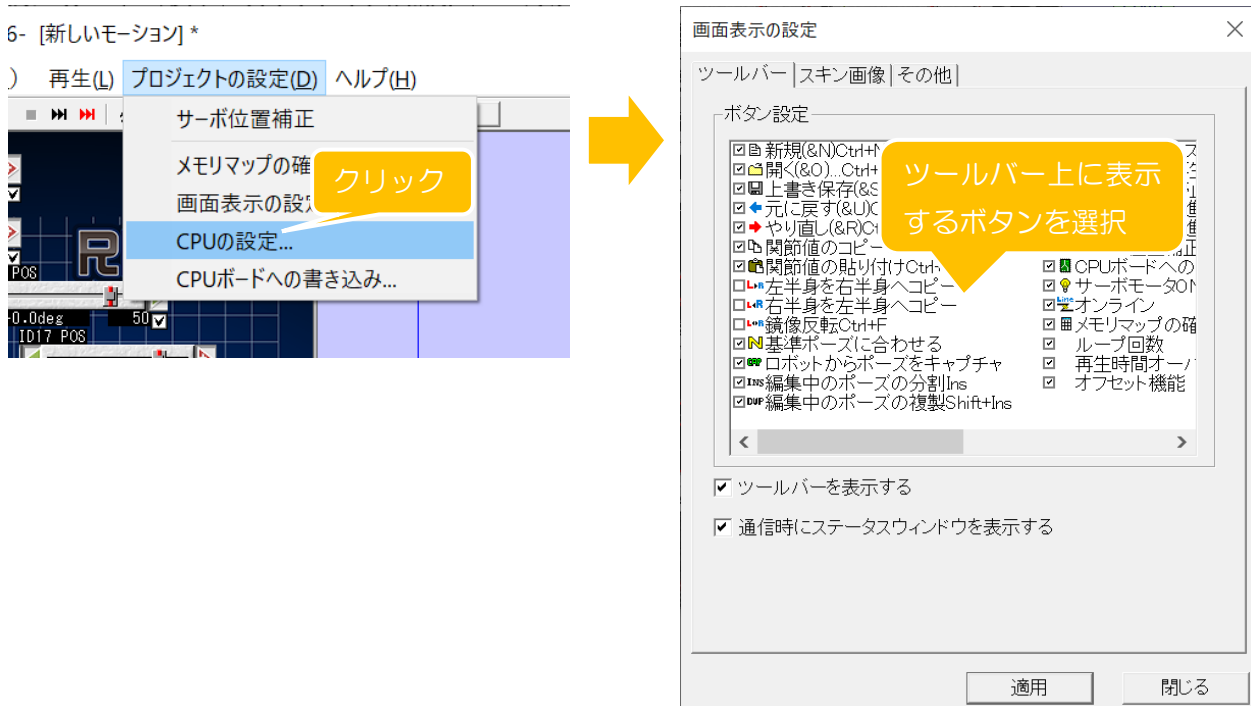 6- [新しいモーション] *
) 再生(L) プロジェクトの設定(D) ヘルプ(H)
サーボ位置補正
メモリマップの確
画面表示の設
CPUの設定...
CPUボードへの書き込み...
クリック
POS
-0.0deg 50
ID17 POS
画面表示の設定
ツールバー スキン画像 その他
ボタン設定
新規(&N)Ctrl+N
開く(&O)...Ctrl+
上書き保存(&S
元に戻す(&U)C
やり直し(&R)Ct
関節値のコピー
関節値の貼り付けCtrl+
左半身を右半身へコピー
右半身を左半身へコピー
鏡像反転Ctrl+F
基準ポーズに合わせる
ロボットからポーズをキャプチャ
INS 編集中のポーズの分割Ins
DUP 編集中のポーズの複製Shift+Ins
CPUボードへの
サーボモータON
オンライン
メモリマップの確
ループ回数
再生時間オーバ
オフセット機能
ツールバー上に表示
するボタンを選択
ツールバーを表示する
通信時にステータスウィンドウを表示する
適用 閉じる